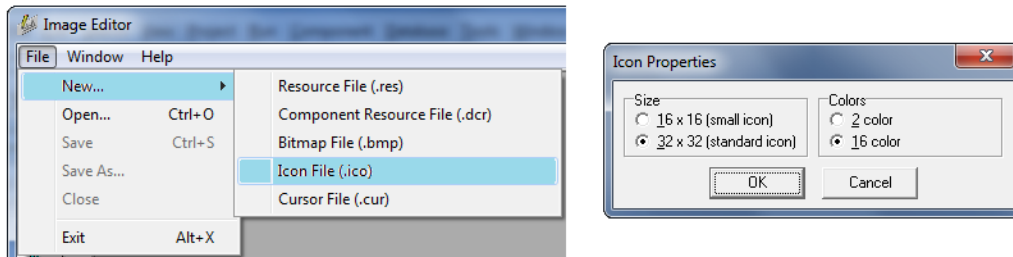 Image Editor
File Window Help
New...
Open... Ctrl+O
Save Ctrl+S
Save As...
Close
Exit Alt+X
Resource File (.res)
Component Resource File (.dcr)
Bitmap File (.bmp)
Icon File (.ico)
Cursor File (.cur)
Icon Properties
Size
16 x 16 (small icon)
32 x 32 (standard icon)
Colors
2 color
16 color
OK Cancel